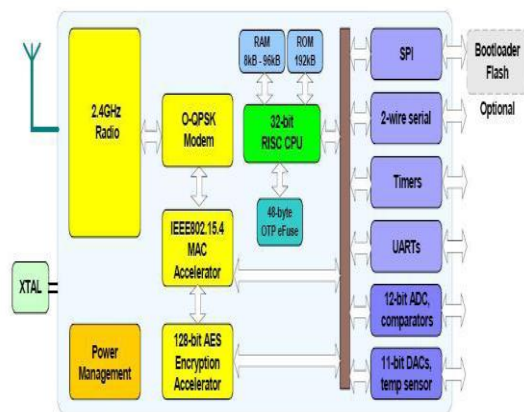 2.4GHz
Radio
O-QPSK
Modem
RAM
8kB - 96kB
ROM
192kB
32-bit
RISC CPU
48-byte
OTP eFuse
IEEE802.15.4
MAC
Accelerator
128-bit AES
Encryption
Accelerator
XTAL
Power
Management
SPI
2-wire serial
Timers
UARTs
12-bit ADC,
comparators
11-bit DACs,
temp sensor
Bootloader
Flash
Optional